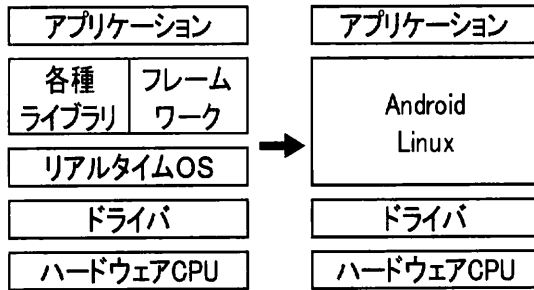 アプリケーション
各種
ライブラリ
フレーム
ワーク
リアルタイムOS
ドライバ
ハードウェアCPU
アプリケーション
Android
Linux
ドライバ
ハードウェアCPU